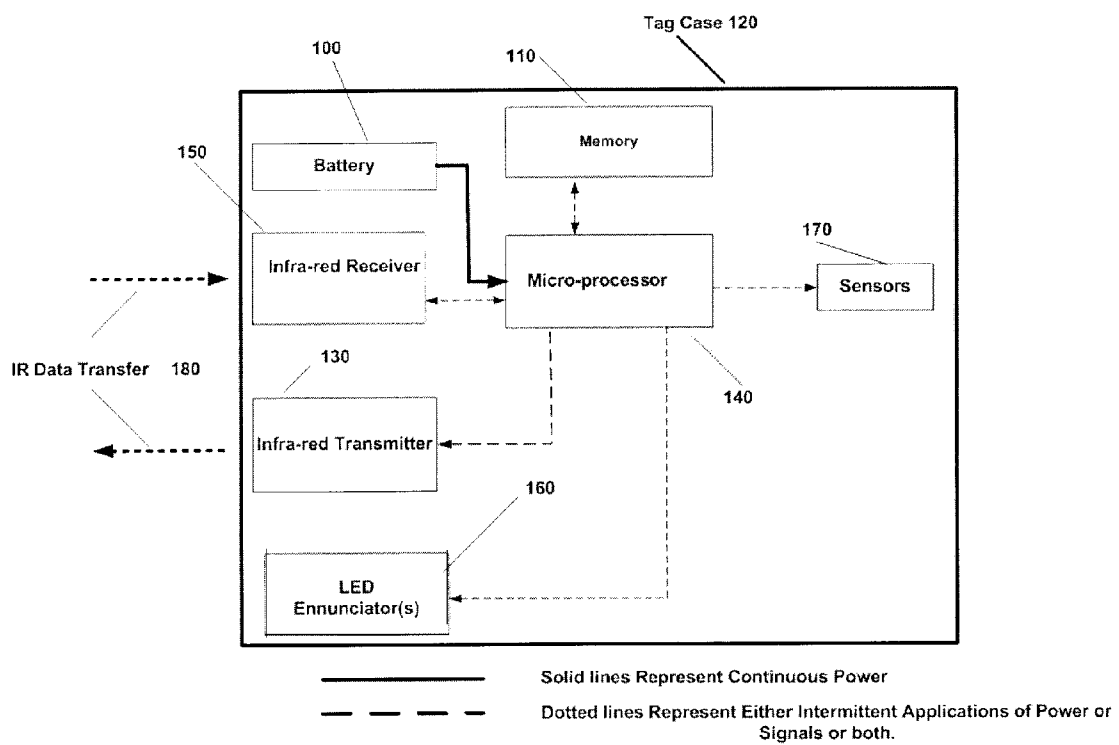 Tag Case 120
100
110
Battery
Memory
150
170
Infra-red Receiver
Micro-processor
Sensors
IR Data Transfer 180
130
140
Infra-red Transmitter
160
LED
Ennunciator(s)
Solid lines Represent Continuous Power
Dotted lines Represent Either Intermittent Applications of Power or
Signals or both.